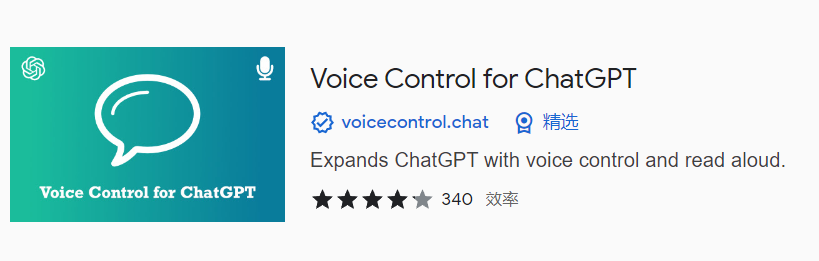 Voice Control for ChatGPT
Voice Control for ChatGPT
voicecontrol.chat 精选
Expands ChatGPT with voice control and read aloud.
340 效率